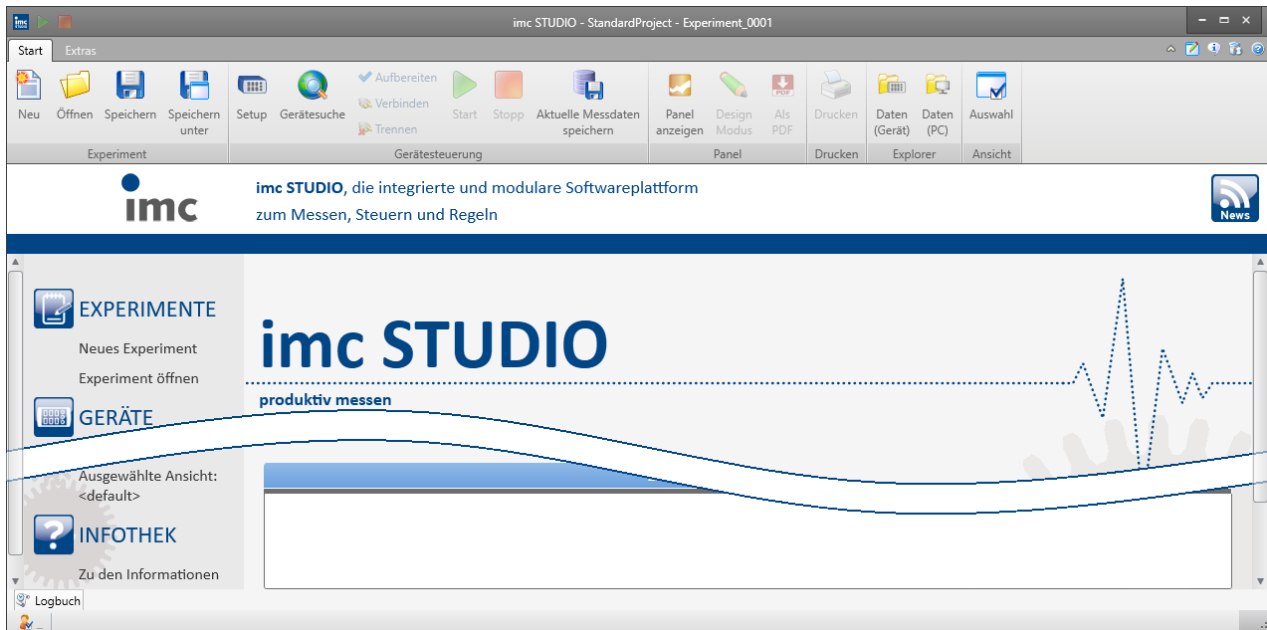 imc STUDIO - StandardProject - Experiment_0001
Start Extras
Neu Öffnen Speichern Speichern unter
Setup Gerätesuche Aufbereiten Verbinden Trennen Start Stopp Aktuelle Messdaten speichern
Panel anzeigen Design Modus Als PDF
Drucken
Daten (Gerät) Daten (PC)
Auswahl
Experiment Gerätesteuerung Panel Drucken Explorer Ansicht
imc
imc STUDIO, die integrierte und modulare Softwareplattform
zum Messen, Steuern und Regeln
News
EXPERIMENTE
Neues Experiment
Experiment öffnen
GERÄTE
Ausgewählte Ansicht:
<default>
INFOTHEK
Zu den Informationen
imc STUDIO
produktiv messen
Logbuch